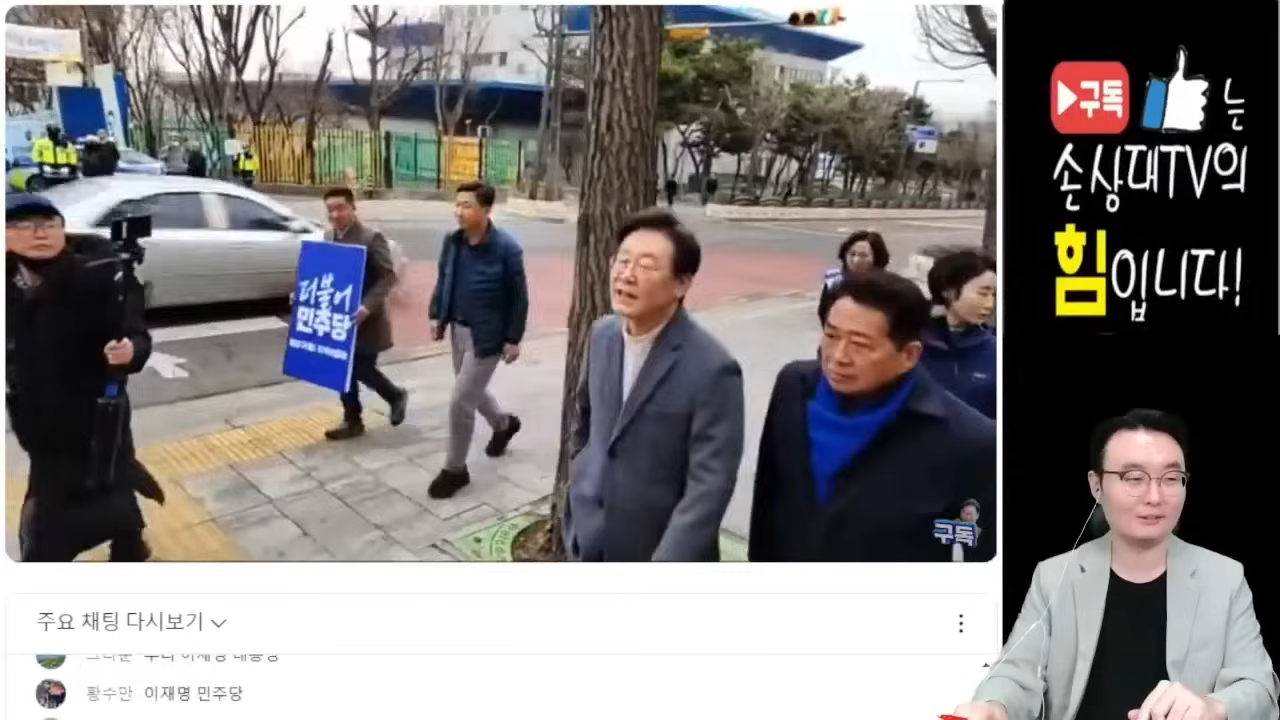 더불어
민주당
구독
주요 채팅 다시보기
황수만 이재명 민주당
구독 는
손상대TV의
힘입니다!